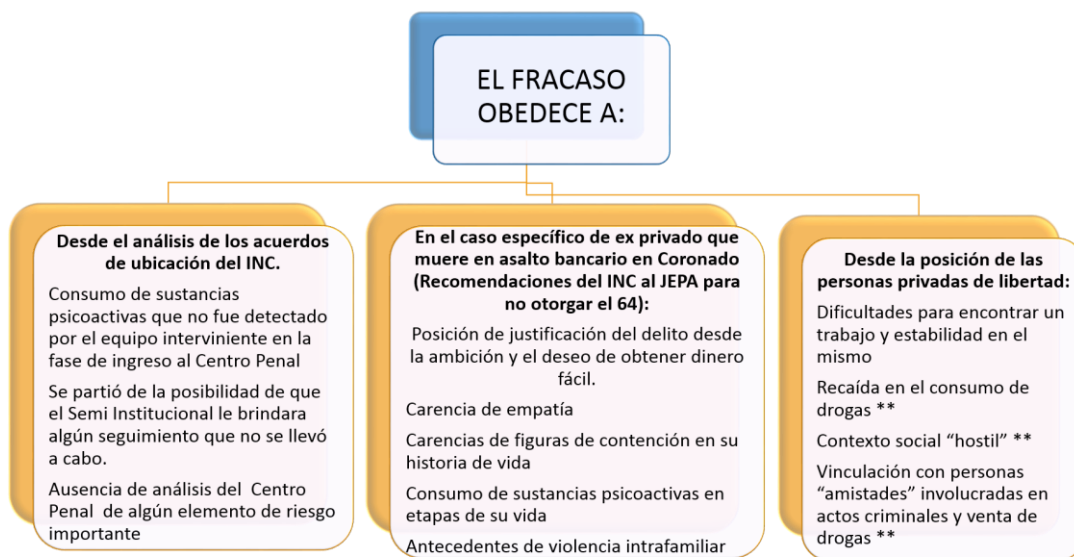 EL FRACASO
OBEDECE A:
Desde el análisis de los acuerdos
de ubicación del INC.
Consumo de sustancias
psicoactivas que no fue detectado
por el equipo interviniente en la
fase de ingreso al Centro Penal
Se partió de la posibilidad de que
el Semi Institucional le brindara
algún seguimiento que no se llevó
a cabo.
Ausencia de análisis del Centro
Penal de algún elemento de riesgo
importante
En el caso específico de ex privado que
muere en asalto bancario en Coronado
(Recomendaciones del INC al JEPA para
no otorgar el 64):
Posición de justificación del delito desde
la ambición y el deseo de obtener dinero
fácil.
Carencia de empatía
Carencias de figuras de contención en su
historia de vida
Consumo de sustancias psicoactivas en
etapas de su vida
Antecedentes de violencia intrafamiliar
Desde la posición de las
personas privadas de libertad:
Dificultades para encontrar un
trabajo y estabilidad en el
mismo
Recaída en el consumo de
drogas **
Contexto social “hostil” **
Vinculación con personas
“amistades” involucradas en
actos criminales y venta de
drogas **